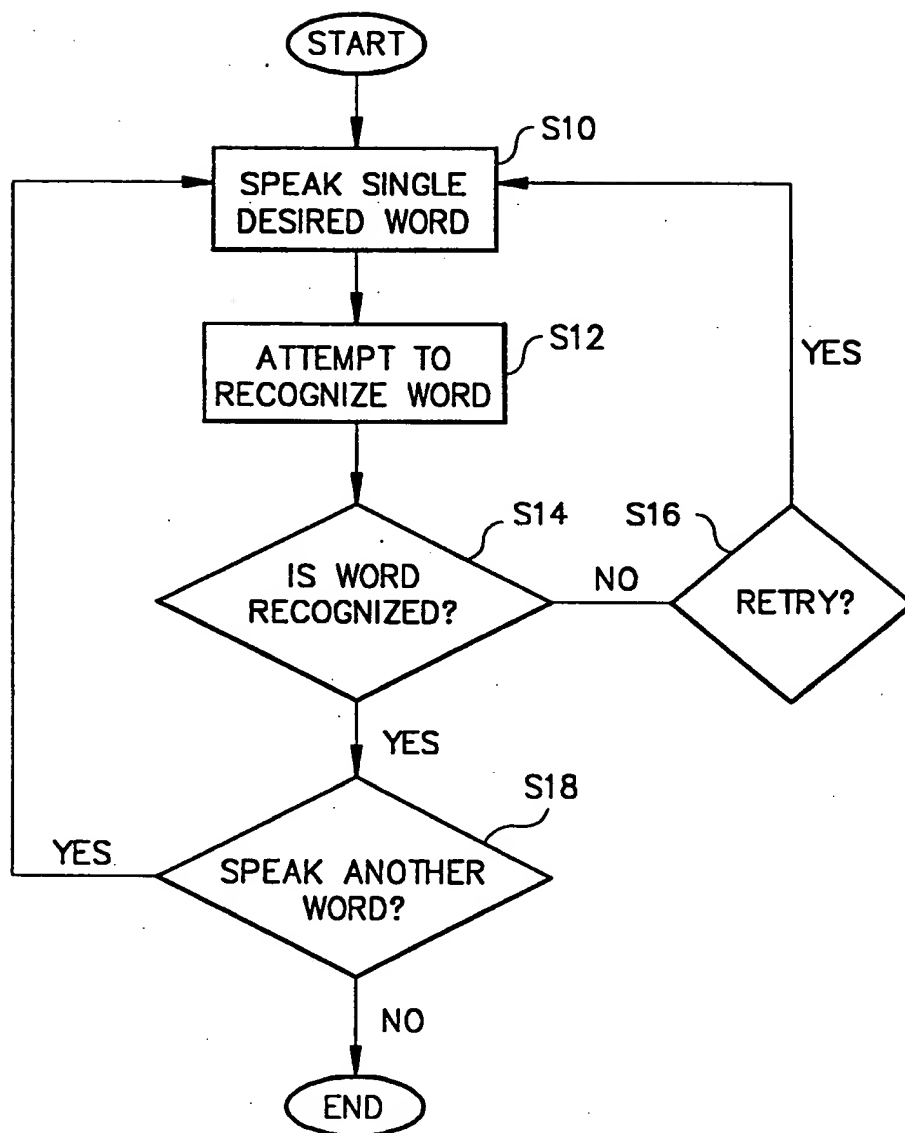 START
S10
SPEAK SINGLE
DESIRED WORD
S12
ATTEMPT TO
RECOGNIZE WORD
YES
S14
S16
IS WORD
RECOGNIZED?
NO
RETRY?
YES
S18
YES
SPEAK ANOTHER
WORD?
NO
END